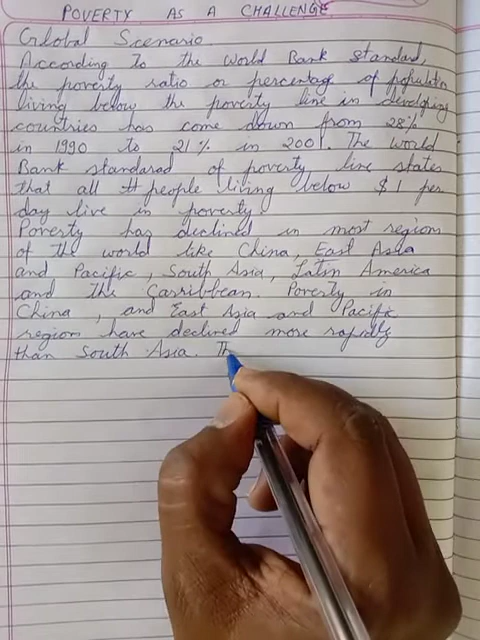 POVERTY AS A CHALLENGE
Global Scenario
According to the World Bank standard,
the poverty ratio or percentage of population
living below the poverty line in developing
countries has come down from 28%
in 1990 to 21% in 2001. The world
Bank standarad of poverty line states
that all people living below $1 per
day live in poverty.
Poverty has declined in most region
of the world like China, East Asia
and Pacific, South Asia, Latin America
and the Carribbean. Poverty in
China, and East Asia and Pacific
region have declined more rapidly
than South Asia. Th